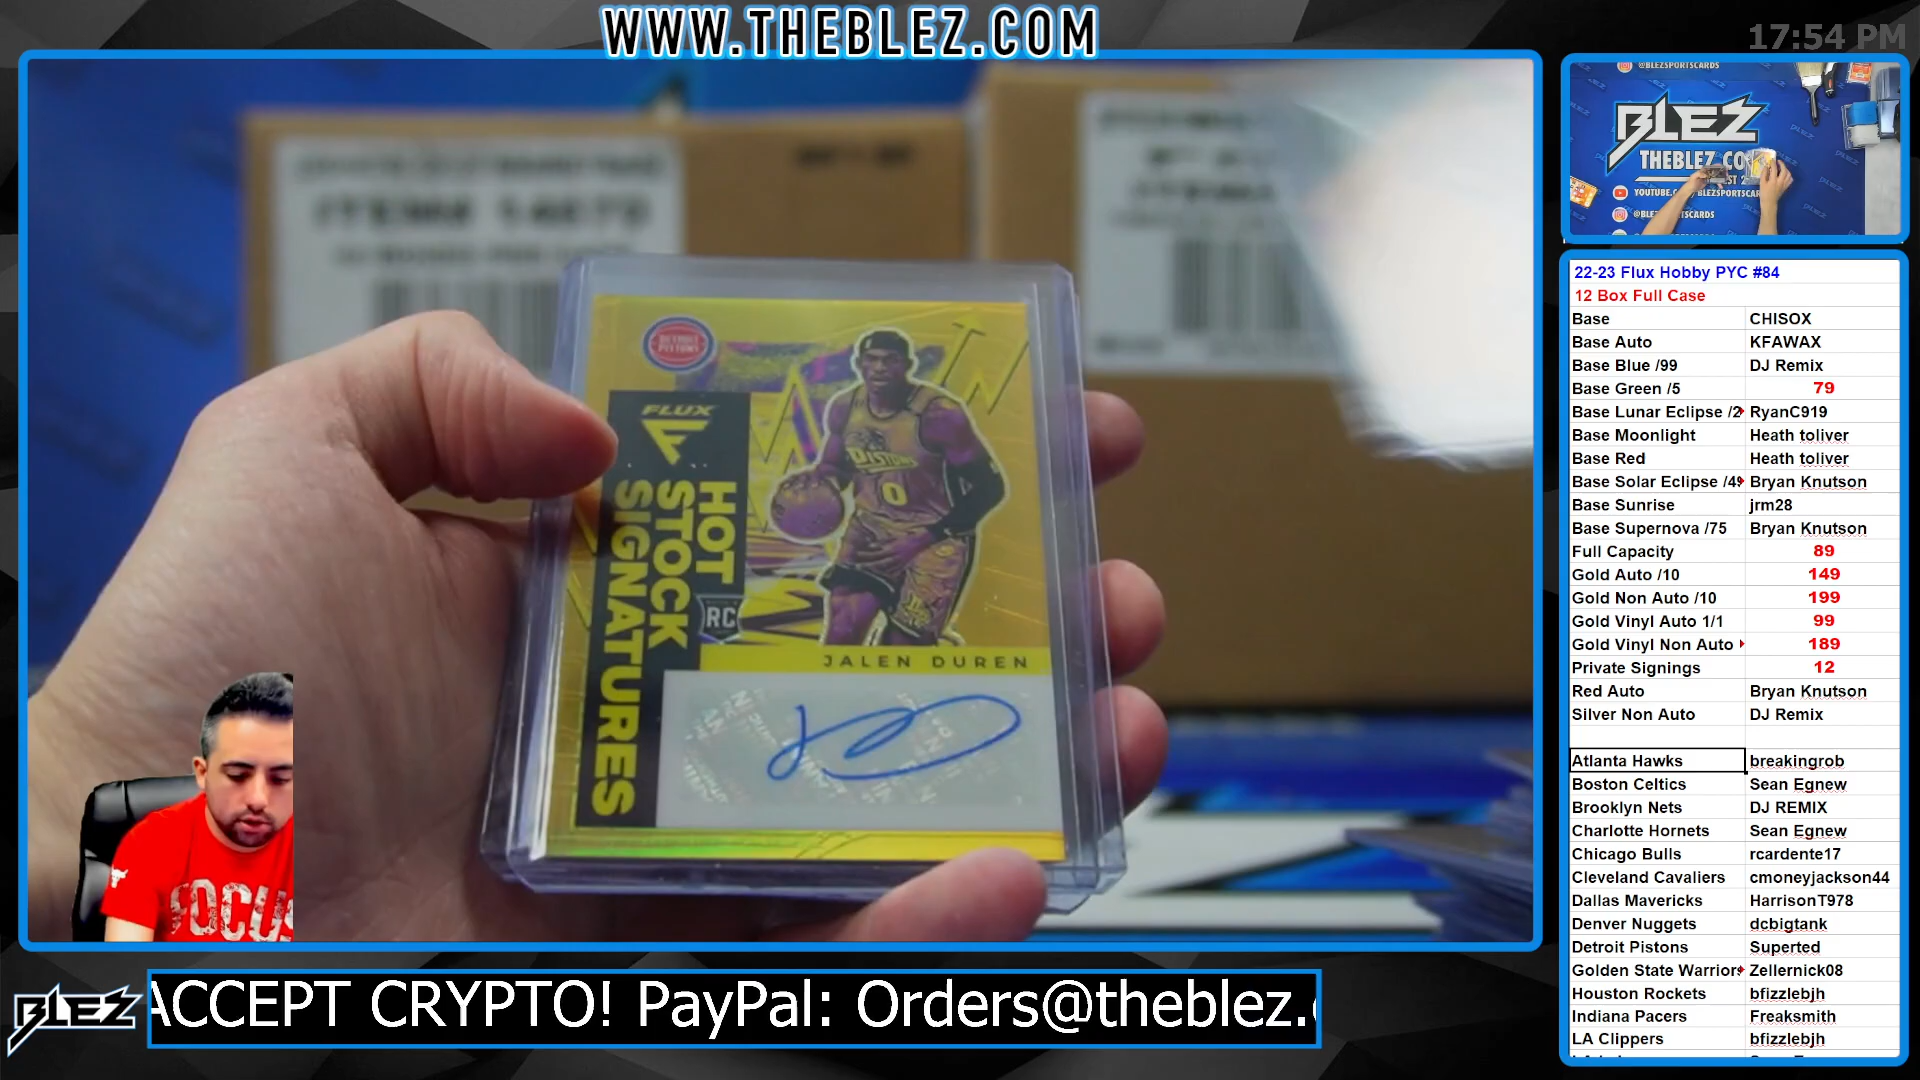 WWW.THEBLEZ.COM
17:54 PM
@BLEZSPORTSCARDS
BLEZ
THEBLEZ.CO
@BLE
SCARDS
DETROIT
PISTONS
FLUX
HOT
STOCK
SIGNATURES
RC
PISTONS
0
JALEN DUREN
FOCUS
BLEZ
ACCEPT CRYPTO! PayPal: Orders@theblez.
22-23 Flux Hobby PYC #84
12 Box Full Case
Base CHISOX
Base Auto KFAWAX
Base Blue /99 DJ Remix
Base Green /5 79
Base Lunar Eclipse /2 RyanC919
Base Moonlight Heath toliver
Base Red Heath toliver
Base Solar Eclipse /49 Bryan Knutson
Base Sunrise jrm28
Base Supernova /75 Bryan Knutson
Full Capacity 89
Gold Auto /10 149
Gold Non Auto /10 199
Gold Vinyl Auto 1/1 99
Gold Vinyl Non Auto 189
Private Signings 12
Red Auto Bryan Knutson
Silver Non Auto DJ Remix
Atlanta Hawks breakingrob
Boston Celtics Sean Egnew
Brooklyn Nets DJ REMIX
Charlotte Hornets Sean Egnew
Chicago Bulls rcardente17
Cleveland Cavaliers cmoneyjackson44
Dallas Mavericks HarrisonT978
Denver Nuggets dcbigtank
Detroit Pistons Superted
Golden State Warriors Zellernick08
Houston Rockets bfizzlebjh
Indiana Pacers Freaksmith
LA Clippers bfizzlebjh